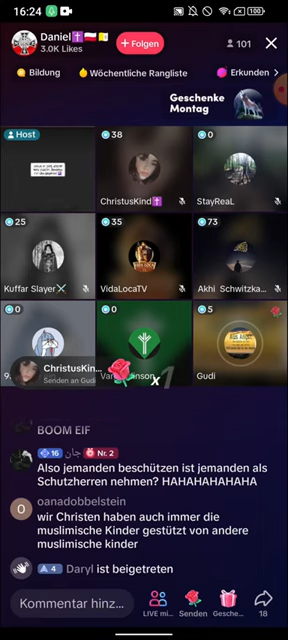 16:24
100
Daniel✝️🇵🇱
3.0K Likes
+ Folgen
101
Bildung
Wöchentliche Rangliste
Erkunden >
Geschenke
Montag
Host
38
0
ChristusKind✝️
StayReaL
25
35
73
Kuffar Slayer⚔️
VidaLocaTV
Akhi Schwitzka...
0
0
5
Gudi
ChristusKin...
Senden an Gudi
x1
BOOM EIF
16 جان Nr. 2
Also jemanden beschützen ist jemanden als
Schutzherren nehmen? HAHAHAHAHAHA
O
oanadobbelstein
wir Christen haben auch immer die
muslimische Kinder gestützt von andere
muslimische kinder
4 Daryl ist beigetreten
Kommentar hinz...
LIVE mi...
Senden
Gesche...
18